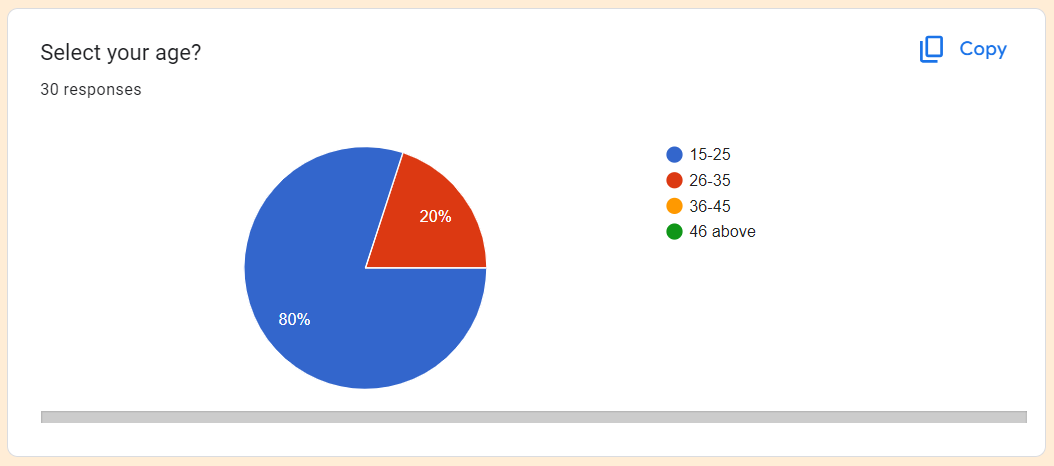 Select your age?
Copy
30 responses
15-25
26-35
36-45
46 above
20%
80%